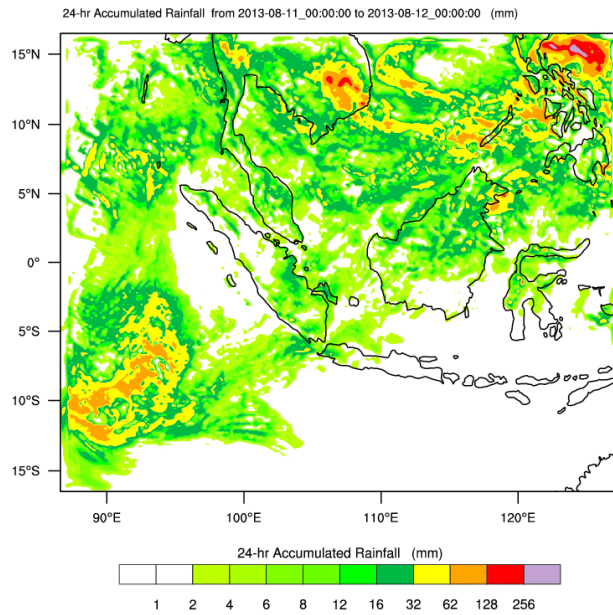 24-hr Accumulated Rainfall from 2013-08-11_00:00:00 to 2013-08-12_00:00:00 (mm)
15°N
10°N
5°N
0°
5°S
10°S
15°S
90°E 100°E 110°E 120°E
24-hr Accumulated Rainfall (mm)
1 2 4 6 8 12 16 32 62 128 256